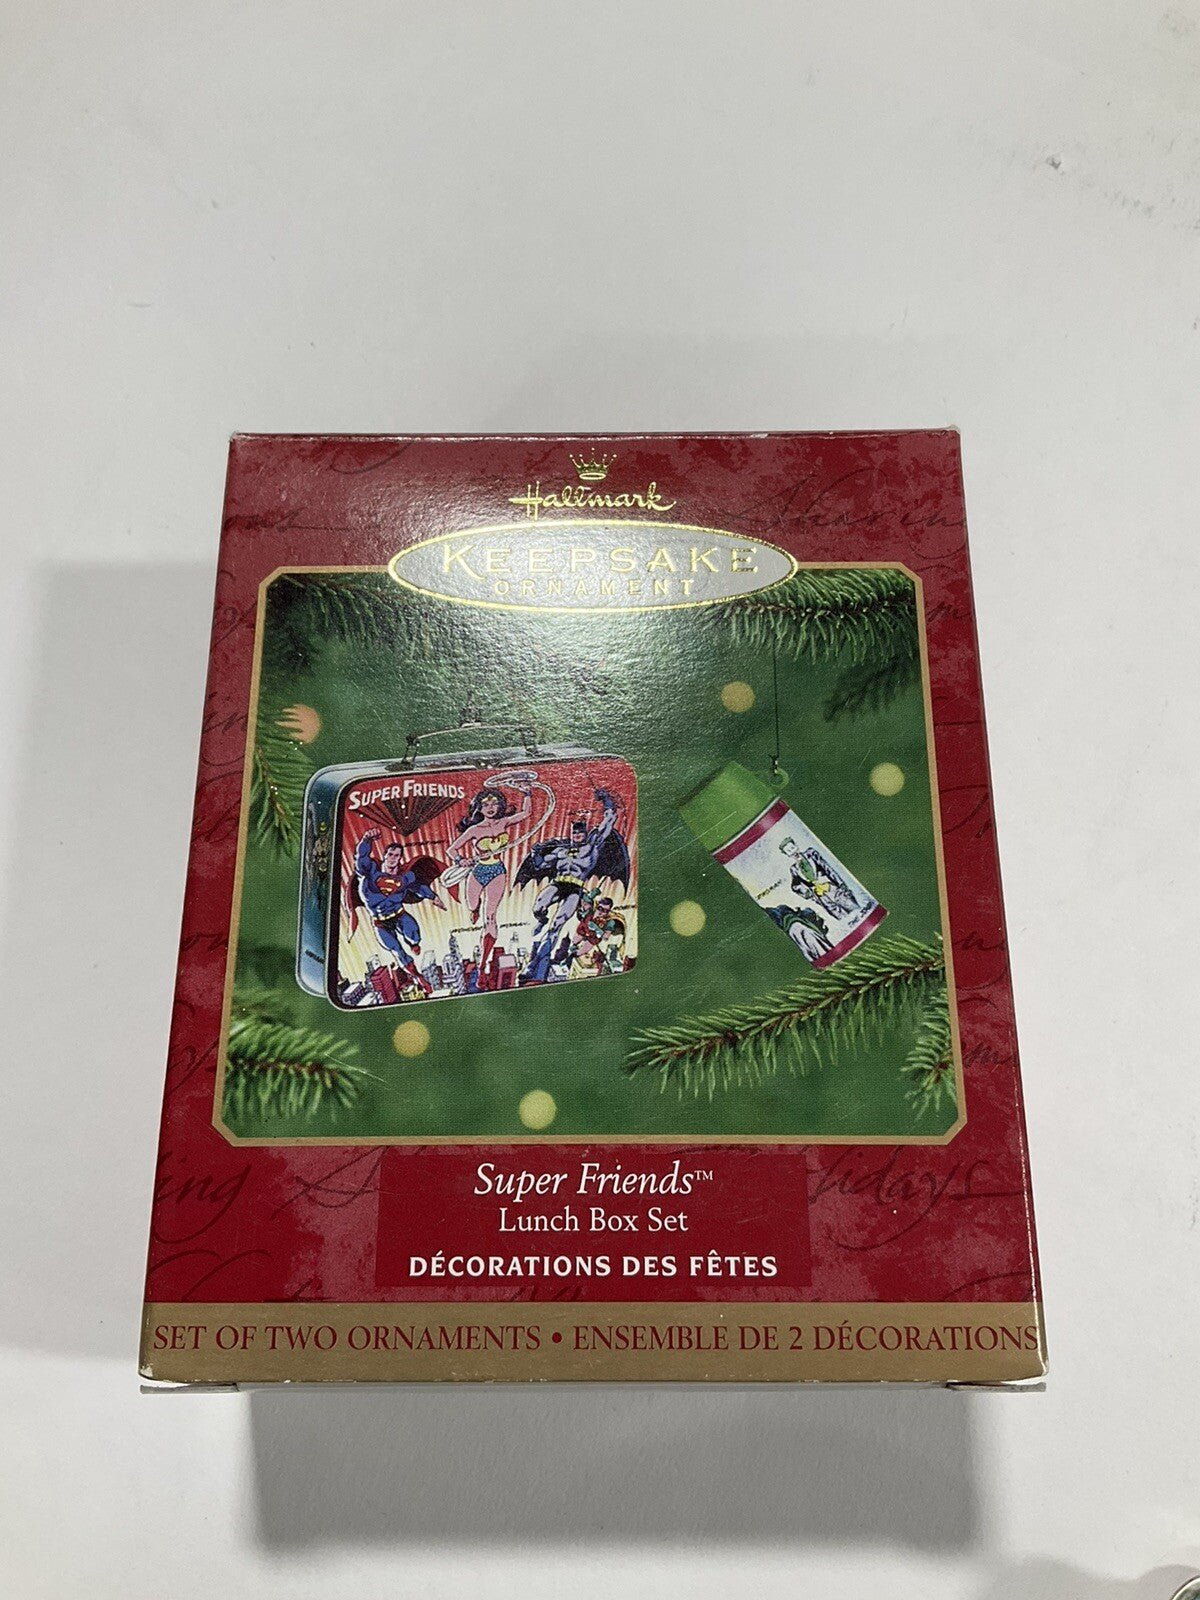 Hallmark
KEEPSAKE
ORNAMENT
SUPER FRIENDS
Super Friends™
Lunch Box Set
DÉCORATIONS DES FÊTES
SET OF TWO ORNAMENTS • ENSEMBLE DE 2 DÉCORATIONS